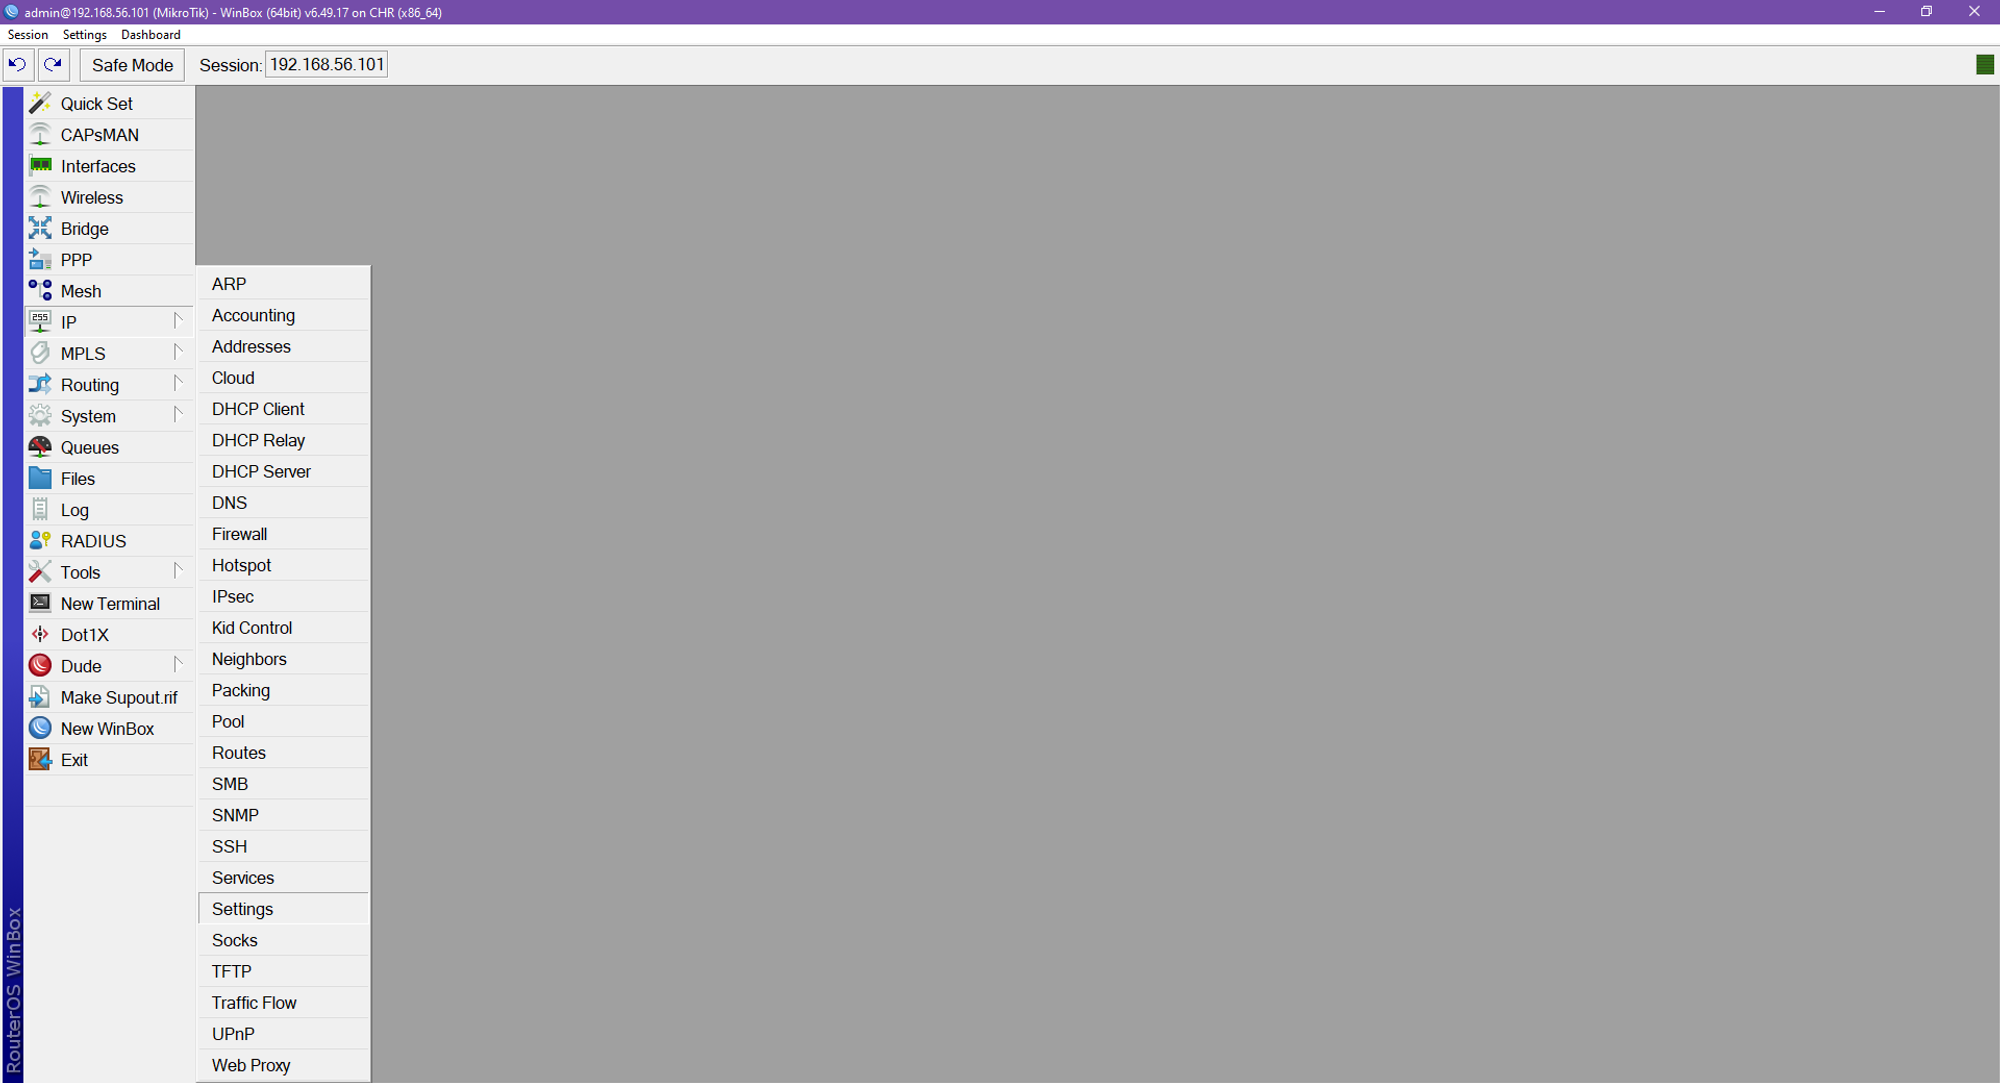 admin@192.168.56.101 (MikroTik) - WinBox (64bit) v6.49.17 on CHR (x86_64)
Session Settings Dashboard
Safe Mode Session: 192.168.56.101
Quick Set
CAPsMAN
Interfaces
Wireless
Bridge
PPP
Mesh
255 IP
MPLS
Routing
System
Queues
Files
Log
RADIUS
Tools
New Terminal
Dot1X
Dude
Make Supout.rif
New WinBox
Exit
ARP
Accounting
Addresses
Cloud
DHCP Client
DHCP Relay
DHCP Server
DNS
Firewall
Hotspot
IPsec
Kid Control
Neighbors
Packing
Pool
Routes
SMB
SNMP
SSH
Services
Settings
Socks
TFTP
Traffic Flow
UPnP
Web Proxy
RouterOS WinBox